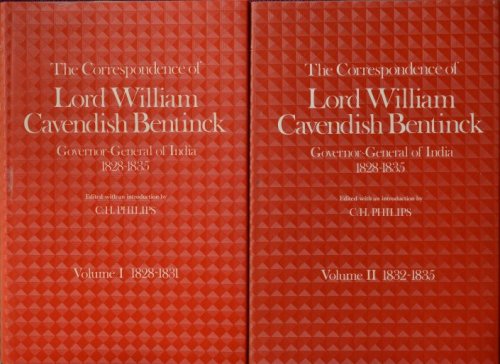 The Correspondence of
Lord William
Cavendish Bentinck
Governor-General of India
1828-1835
Edited with an introduction by
C.H. PHILIPS
Volume I 1828-1831
The Correspondence of
Lord William
Cavendish Bentinck
Governor-General of India
1828-1835
Edited with an introduction by
C.H. PHILIPS
Volume II 1832-1835